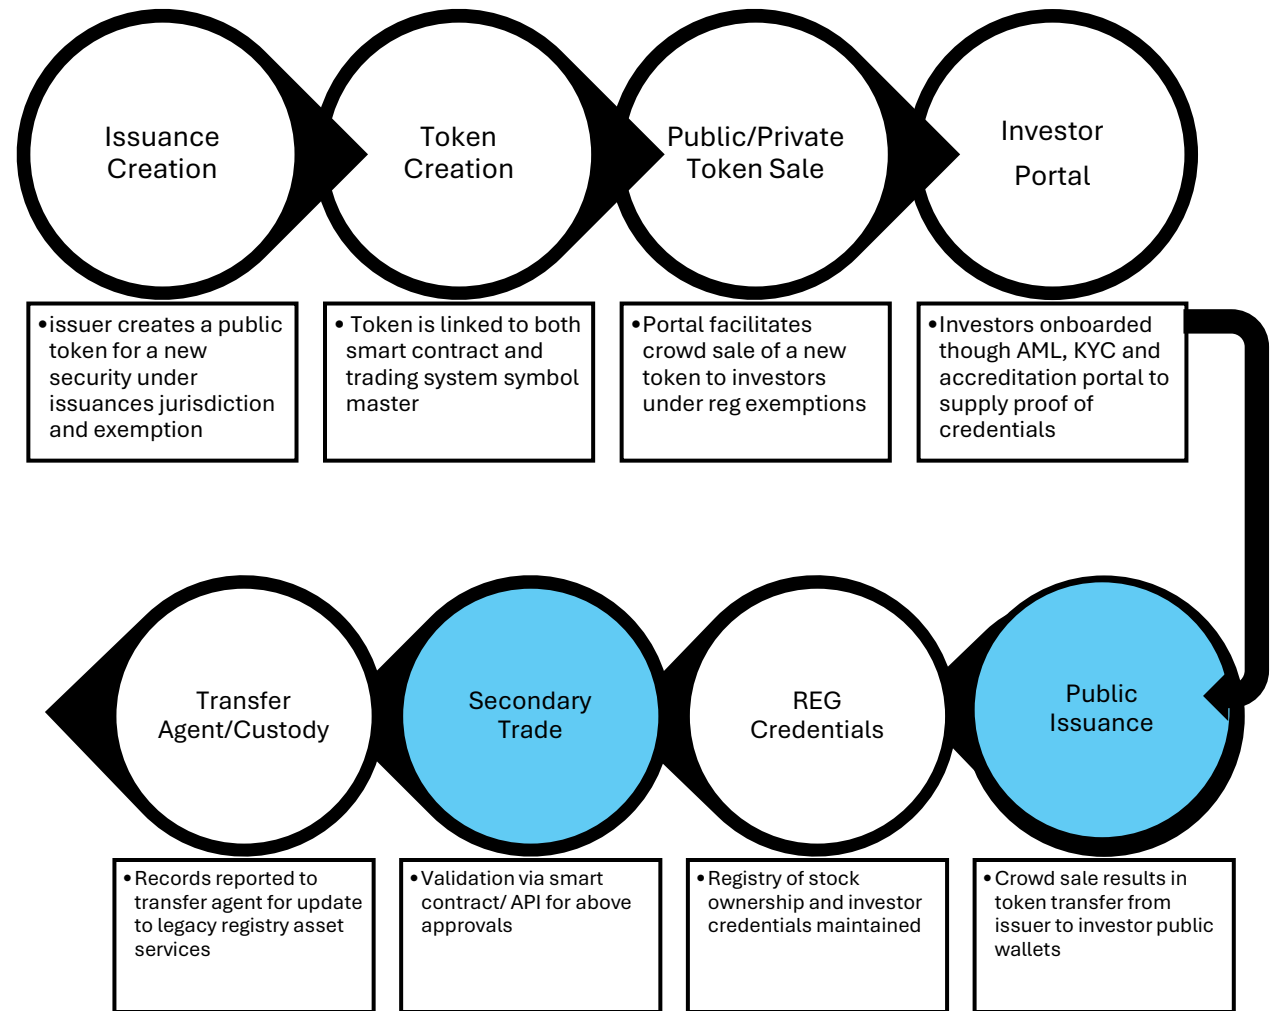 Issuance
Creation
Token
Creation
Public/Private
Token Sale
Investor
Portal
•issuer creates a public
token for a new
security under
issuances jurisdiction
and exemption
• Token is linked to both
smart contract and
trading system symbol
master
•Portal facilitates
crowd sale of a new
token to investors
under reg exemptions
•Investors onboarded
though AML, KYC and
accreditation portal to
supply proof of
credentials
Transfer
Agent/Custody
Secondary
Trade
REG
Credentials
Public
Issuance
•Records reported to
transfer agent for update
to legacy registry asset
services
•Validation via smart
contract/ API for above
approvals
•Registry of stock
ownership and investor
credentials maintained
•Crowd sale results in
token transfer from
issuer to investor public
wallets